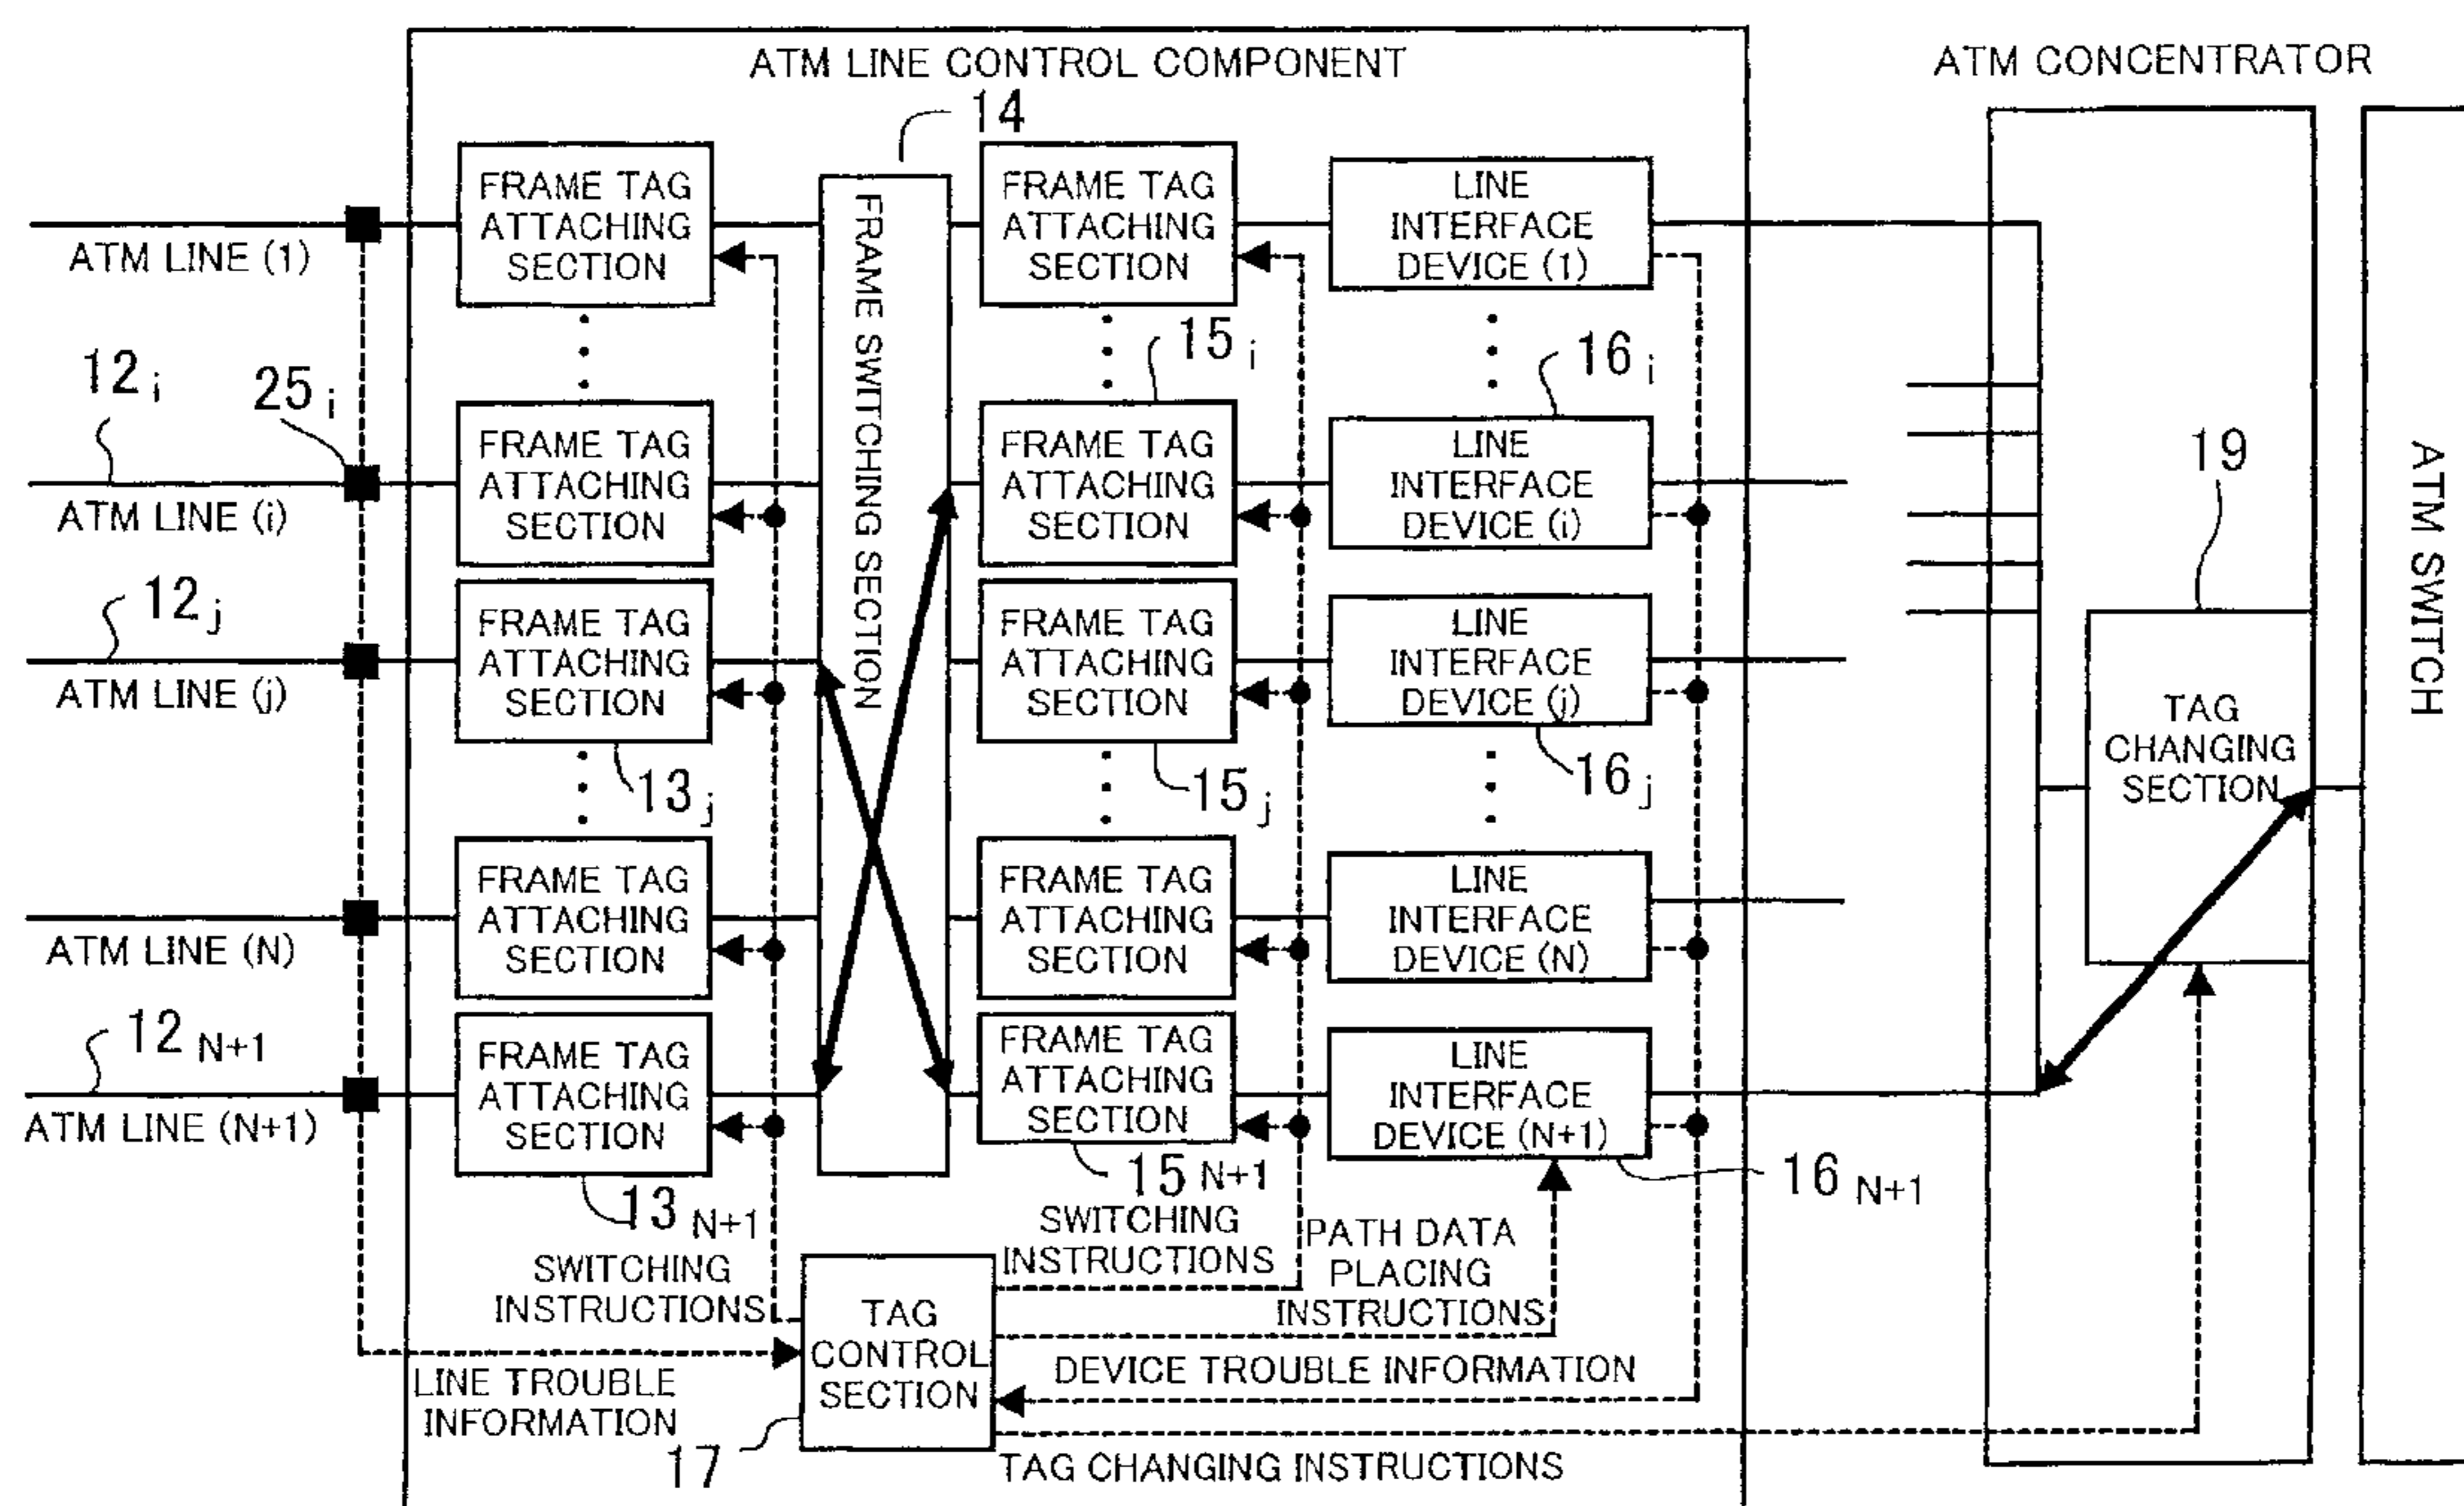 ATM LINE CONTROL COMPONENT
ATM CONCENTRATOR
14
FRAME TAG
ATTACHING
SECTION
FRAME SWITCHING SECTION
FRAME TAG
ATTACHING
SECTION
LINE
INTERFACE
DEVICE (1)
ATM LINE (1)
12 i
25 i
15 i
16 i
FRAME TAG
ATTACHING
SECTION
FRAME TAG
ATTACHING
SECTION
LINE
INTERFACE
DEVICE (i)
19
ATM SWITCH
ATM LINE (i)
12 j
FRAME TAG
ATTACHING
SECTION
FRAME TAG
ATTACHING
SECTION
LINE
INTERFACE
DEVICE (j)
ATM LINE (j)
TAG
CHANGING
SECTION
13 j
15 j
16 j
FRAME TAG
ATTACHING
SECTION
FRAME TAG
ATTACHING
SECTION
LINE
INTERFACE
DEVICE (N)
ATM LINE (N)
12 N+1
FRAME TAG
ATTACHING
SECTION
FRAME TAG
ATTACHING
SECTION
LINE
INTERFACE
DEVICE (N+1)
ATM LINE (N+1)
13 N+1
15 N+1
16 N+1
SWITCHING
INSTRUCTIONS
SWITCHING
INSTRUCTIONS
PATH DATA
PLACING
INSTRUCTIONS
TAG
CONTROL
SECTION
DEVICE TROUBLE INFORMATION
LINE TROUBLE
INFORMATION
17
TAG CHANGING INSTRUCTIONS